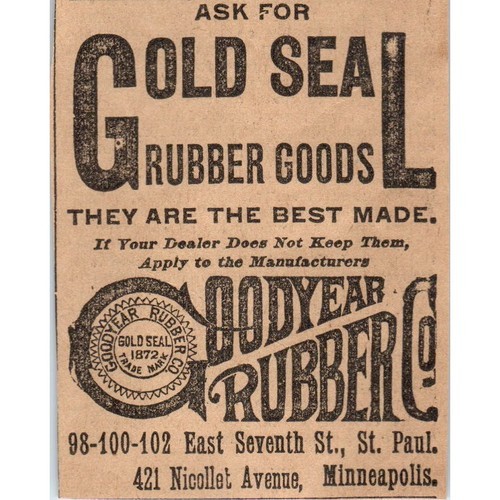 ASK FOR
GOLD SEAL
RUBBER GOODS
THEY ARE THE BEST MADE.
If Your Dealer Does Not Keep Them,
Apply to the Manufacturers
GOODYEAR
RUBBER Co.
GOODYEAR RUBBER CO
GOLD SEAL
1872
TRADE MARK
98-100-102 East Seventh St., St. Paul.
421 Nicollet Avenue, Minneapolis.